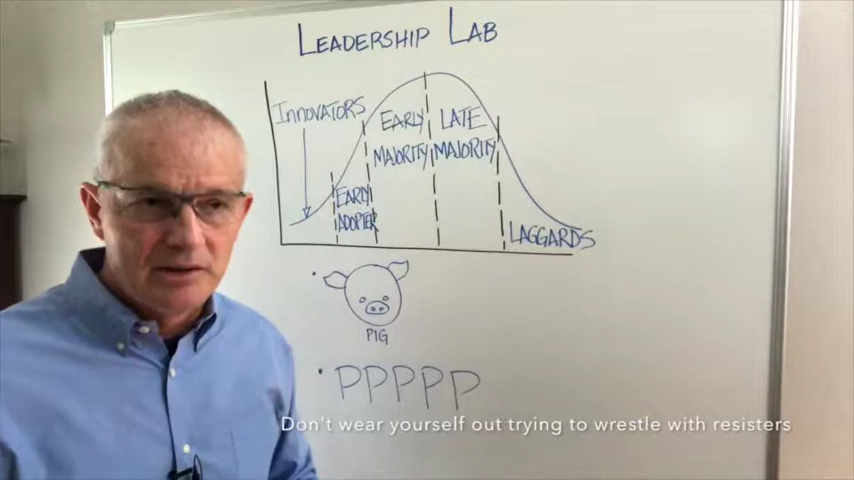 LEADERSHIP LAB
INNOVATORS
EARLY
MAJORITY
LATE
MAJORITY
EARLY
ADOPTER
LAGGARDS
PIG
PPPPP
Don't wear yourself out trying to wrestle with resisters